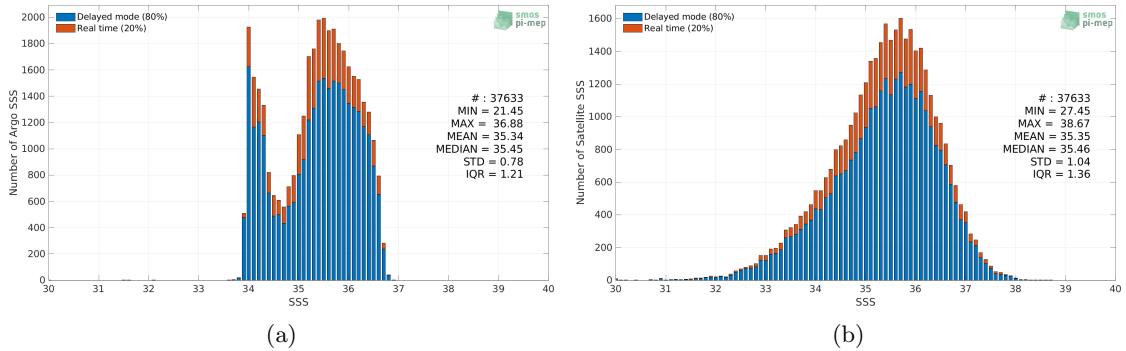 Delayed mode (80%)
Real time (20%)
smos
pi-mep
Number of Argo SSS
2000
1800
1600
1400
1200
1000
800
600
400
200
0
# : 37633
MIN = 21.45
MAX = 36.88
MEAN = 35.34
MEDIAN = 35.45
STD = 0.78
IQR = 1.21
30 31 32 33 34 35 36 37 38 39 40
SSS
(a)
Delayed mode (80%)
Real time (20%)
smos
pi-mep
Number of Satellite SSS
1600
1400
1200
1000
800
600
400
200
0
# : 37633
MIN = 27.45
MAX = 38.67
MEAN = 35.35
MEDIAN = 35.46
STD = 1.04
IQR = 1.36
30 31 32 33 34 35 36 37 38 39 40
SSS
(b)